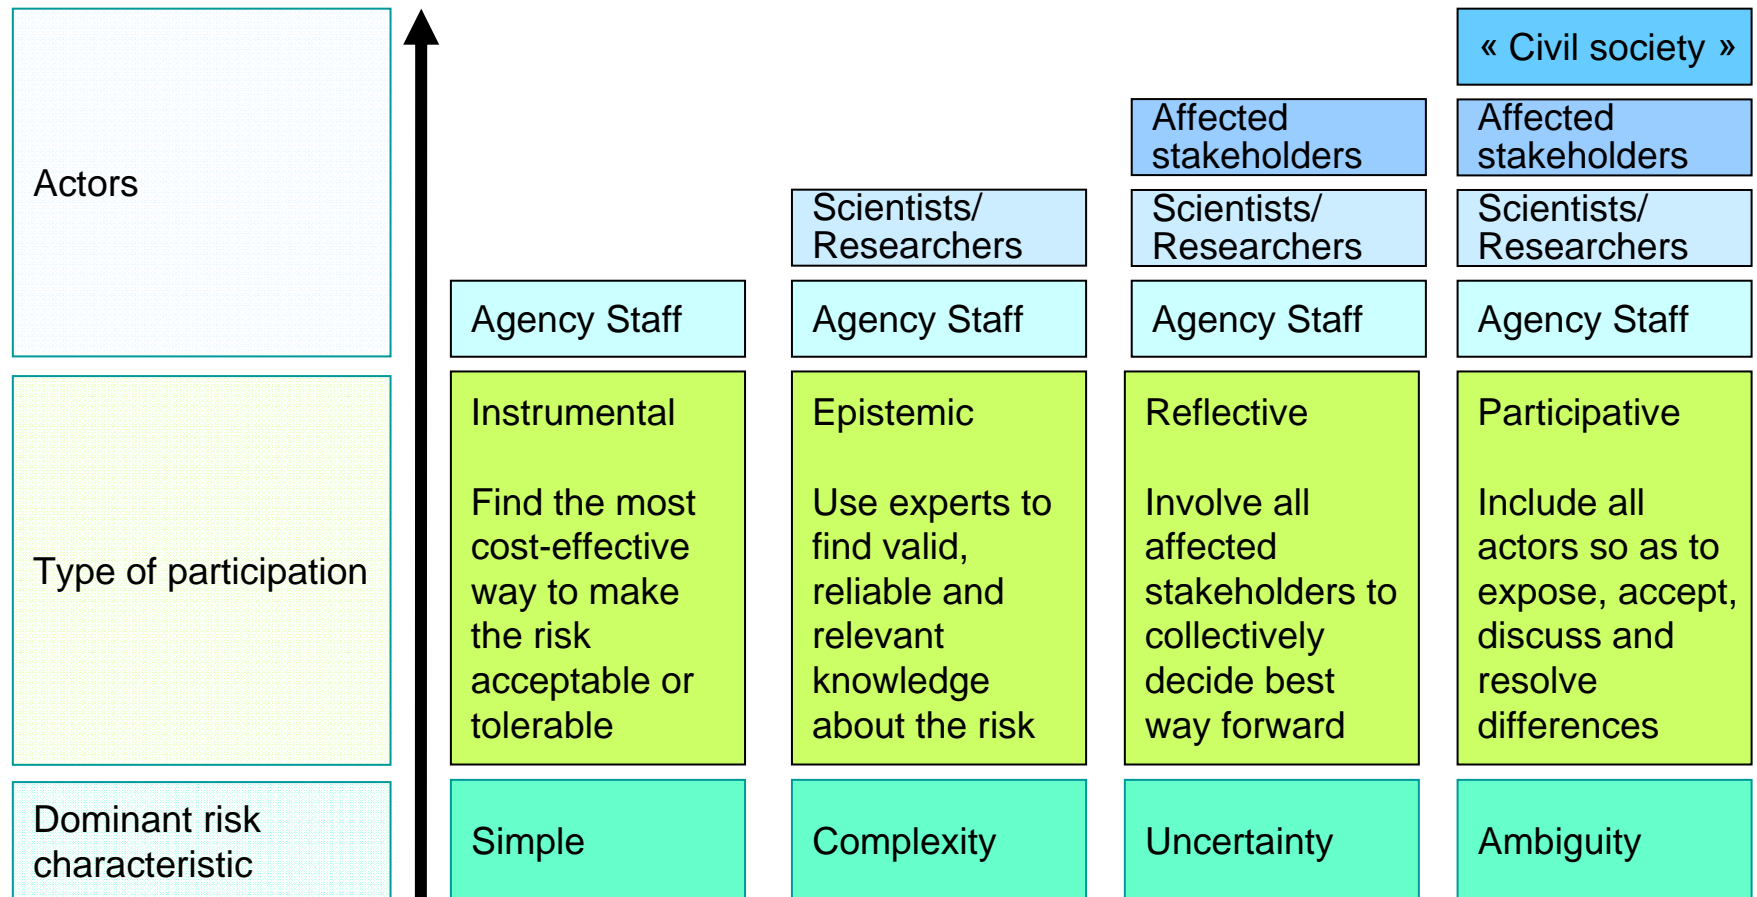 « Civil society »
Affected
stakeholders
Affected
stakeholders
Actors
Scientists/
Researchers
Scientists/
Researchers
Scientists/
Researchers
Agency Staff
Agency Staff
Agency Staff
Agency Staff
Type of participation
Instrumental
Find the most
cost-effective
way to make
the risk
acceptable or
tolerable
Epistemic
Use experts to
find valid,
reliable and
relevant
knowledge
about the risk
Reflective
Involve all
affected
stakeholders to
collectively
decide best
way forward
Participative
Include all
actors so as to
expose, accept,
discuss and
resolve
differences
Dominant risk
characteristic
Simple
Complexity
Uncertainty
Ambiguity